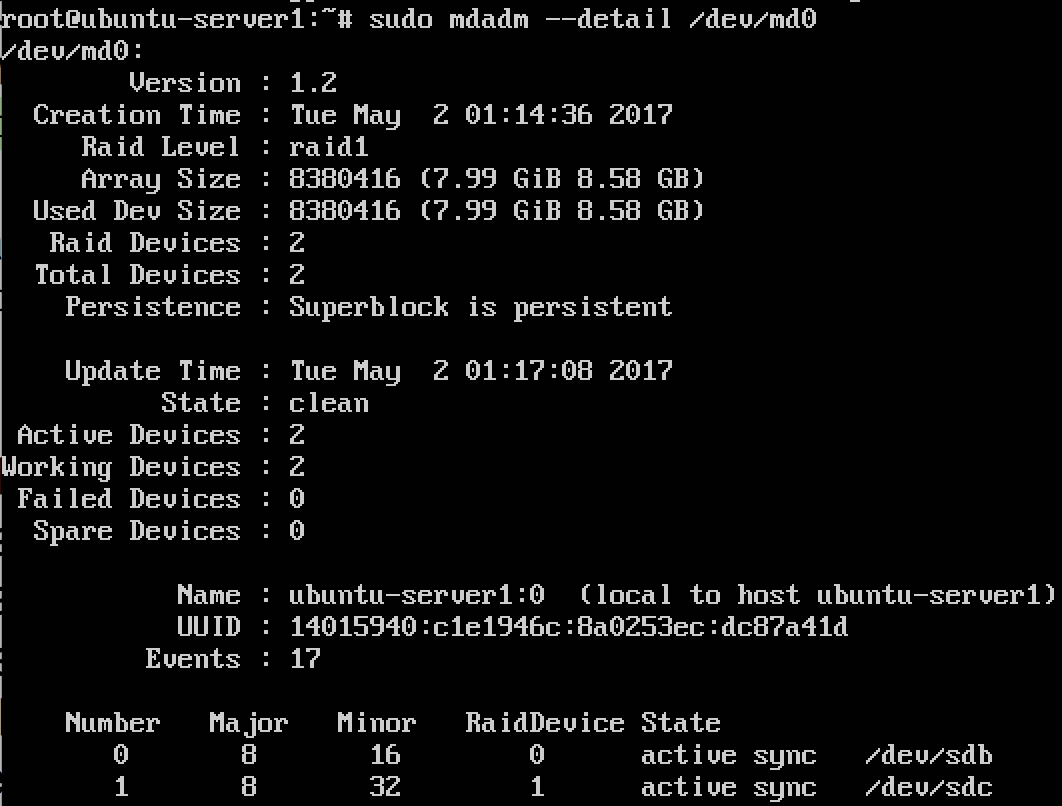 root@ubuntu-server1:~# sudo mdadm --detail /dev/md0
/dev/md0:
Version : 1.2
Creation Time : Tue May  2 01:14:36 2017
Raid Level : raid1
Array Size : 8380416 (7.99 GiB 8.58 GB)
Used Dev Size : 8380416 (7.99 GiB 8.58 GB)
Raid Devices : 2
Total Devices : 2
Persistence : Superblock is persistent
Update Time : Tue May  2 01:17:08 2017
State : clean
Active Devices : 2
Working Devices : 2
Failed Devices : 0
Spare Devices : 0
Name : ubuntu-server1:0  (local to host ubuntu-server1)
UUID : 14015940:c1e1946c:8a0253ec:dc87a41d
Events : 17
Number   Major   Minor   RaidDevice State
0       8       16        0      active sync   /dev/sdb
1       8       32        1      active sync   /dev/sdc